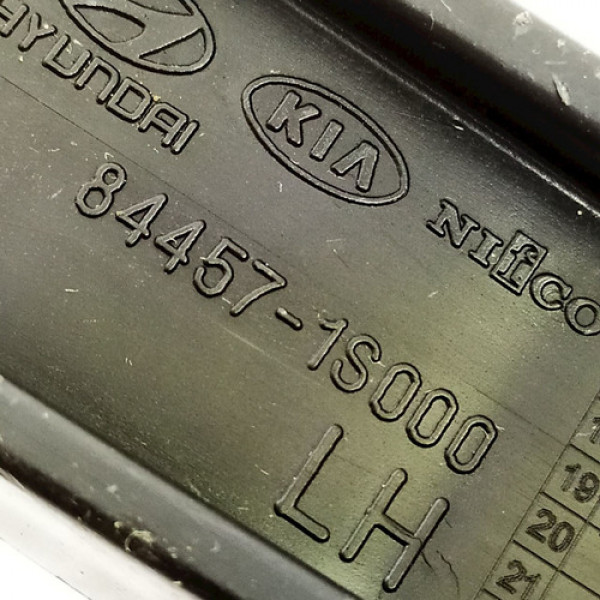 HYUNDAI
KIA
NIfCO
84457-1S000
LH
19
20
21